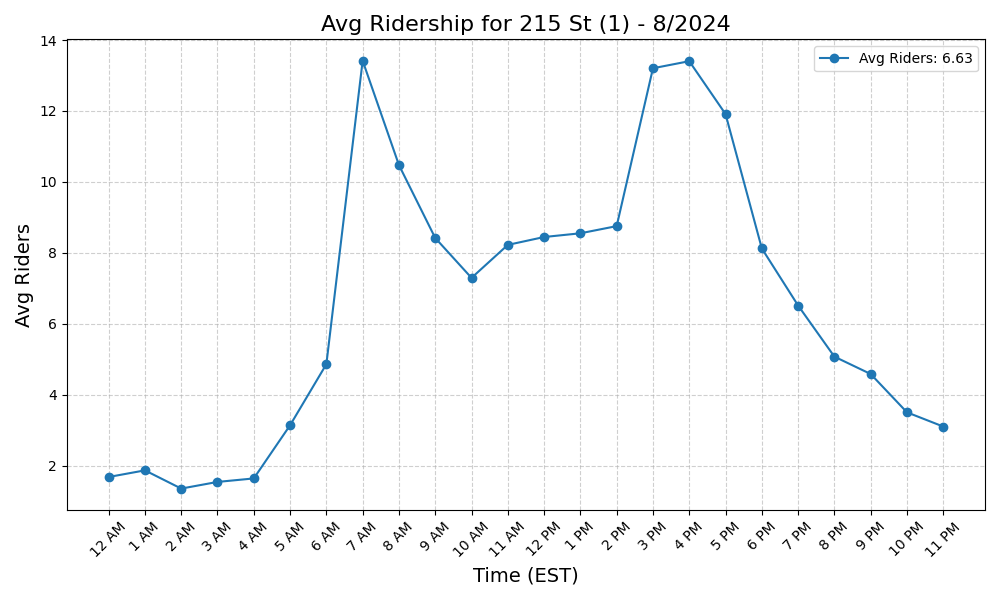 Avg Ridership for 215 St (1) - 8/2024
Avg Riders: 6.63
Avg Riders
14
12
10
8
6
4
2
12 AM
1 AM
2 AM
3 AM
4 AM
5 AM
6 AM
7 AM
8 AM
9 AM
10 AM
11 AM
12 PM
1 PM
2 PM
3 PM
4 PM
5 PM
6 PM
7 PM
8 PM
9 PM
10 PM
11 PM
Time (EST)